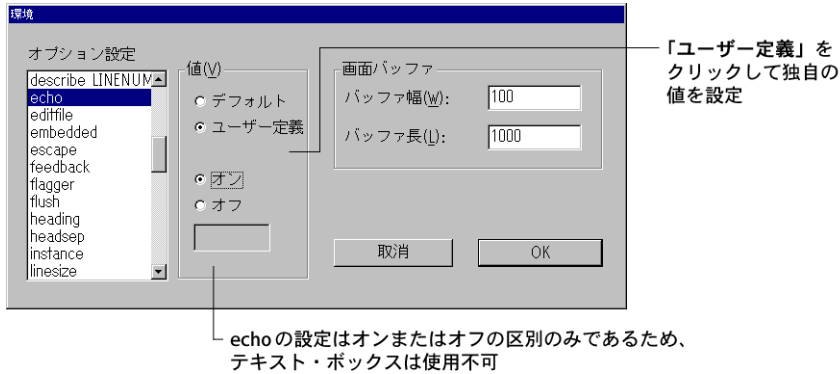 環境
オプション設定
describe LINENUM
echo
editfile
embedded
escape
feedback
flagger
flush
heading
headsep
instance
linesize
値(V)
デフォルト
ユーザー定義
オン
オフ
画面バッファ
バッファ幅(W):
100
バッファ長(L):
1000
取消
OK
「ユーザー定義」を
クリックして独自の
値を設定
echoの設定はオンまたはオフの区別のみであるため、
テキスト・ボックスは使用不可